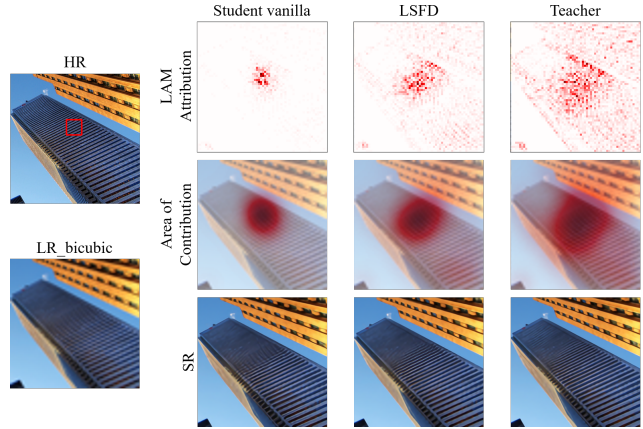 Student vanilla
LSFD
Teacher
HR
LAM
Attribution
Area of
Contribution
LR_bicubic
SR